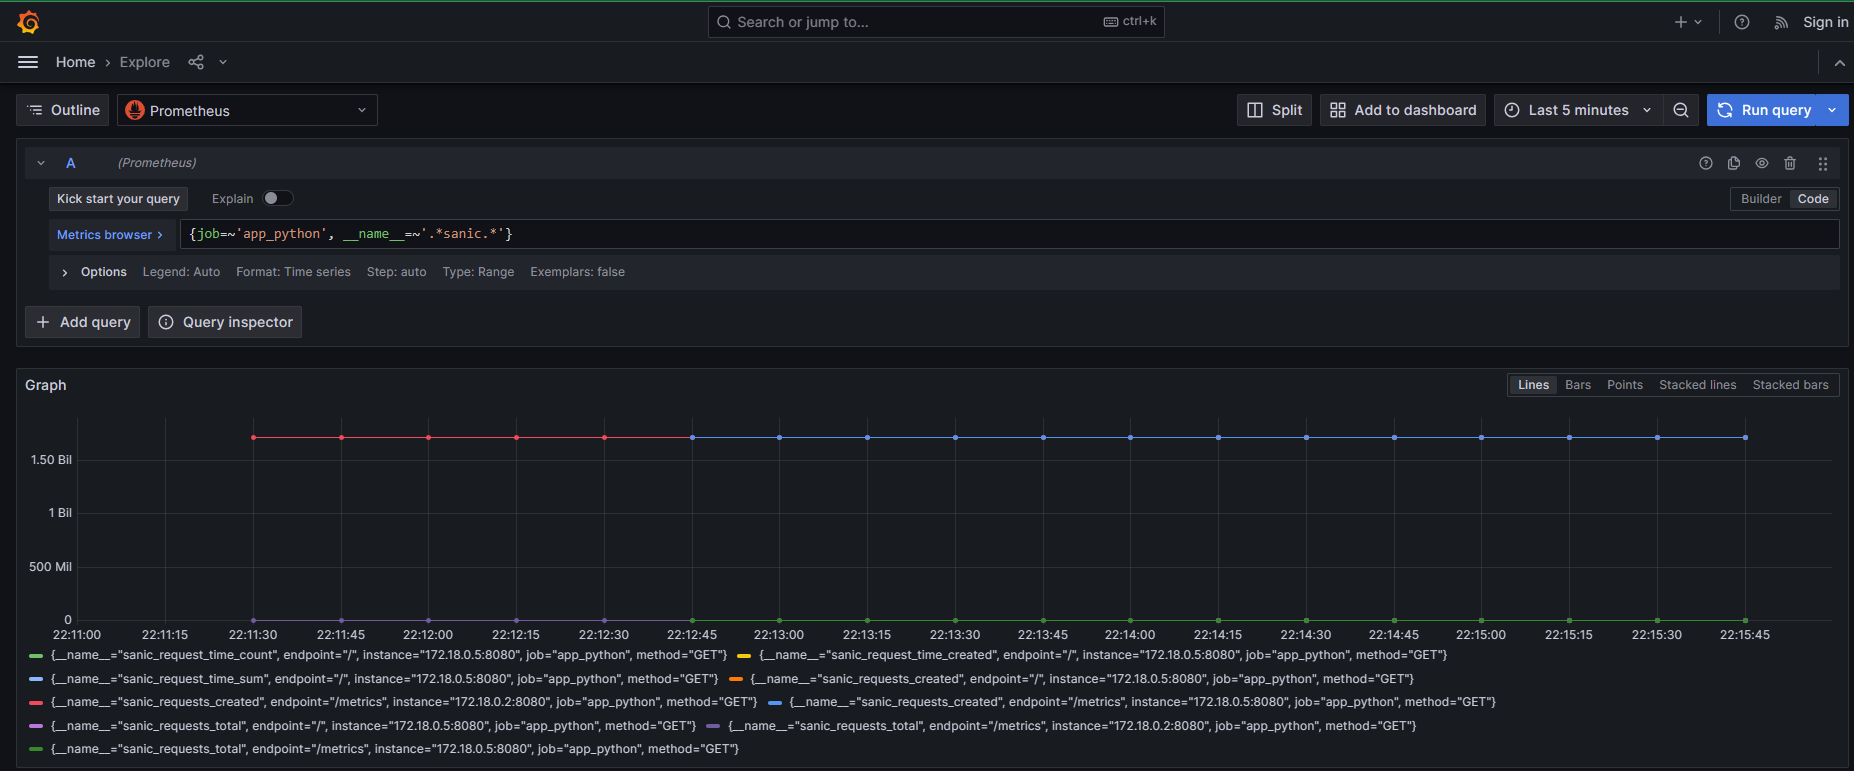 Search or jump to... ctrl+k Sign in
Home › Explore
Outline Prometheus Split Add to dashboard Last 5 minutes Run query
A (Prometheus)
Kick start your query Explain Builder Code
Metrics browser › {job=~'app_python', __name__=~'.*sanic.*'}
Options Legend: Auto Format: Time series Step: auto Type: Range Exemplars: false
+ Add query Query inspector
Graph Lines Bars Points Stacked lines Stacked bars
1.50 Bil
1 Bil
500 Mil
0
22:11:00 22:11:15 22:11:30 22:11:45 22:12:00 22:12:15 22:12:30 22:12:45 22:13:00 22:13:15 22:13:30 22:13:45 22:14:00 22:14:15 22:14:30 22:14:45 22:15:00 22:15:15 22:15:30 22:15:45
{__name__="sanic_request_time_count", endpoint="/", instance="172.18.0.5:8080", job="app_python", method="GET"} {__name__="sanic_request_time_created", endpoint="/", instance="172.18.0.5:8080", job="app_python", method="GET"}
{__name__="sanic_request_time_sum", endpoint="/", instance="172.18.0.5:8080", job="app_python", method="GET"} {__name__="sanic_requests_created", endpoint="/", instance="172.18.0.5:8080", job="app_python", method="GET"}
{__name__="sanic_requests_created", endpoint="/metrics", instance="172.18.0.2:8080", job="app_python", method="GET"} {__name__="sanic_requests_created", endpoint="/metrics", instance="172.18.0.5:8080", job="app_python", method="GET"}
{__name__="sanic_requests_total", endpoint="/", instance="172.18.0.5:8080", job="app_python", method="GET"} {__name__="sanic_requests_total", endpoint="/metrics", instance="172.18.0.2:8080", job="app_python", method="GET"}
{__name__="sanic_requests_total", endpoint="/metrics", instance="172.18.0.5:8080", job="app_python", method="GET"}